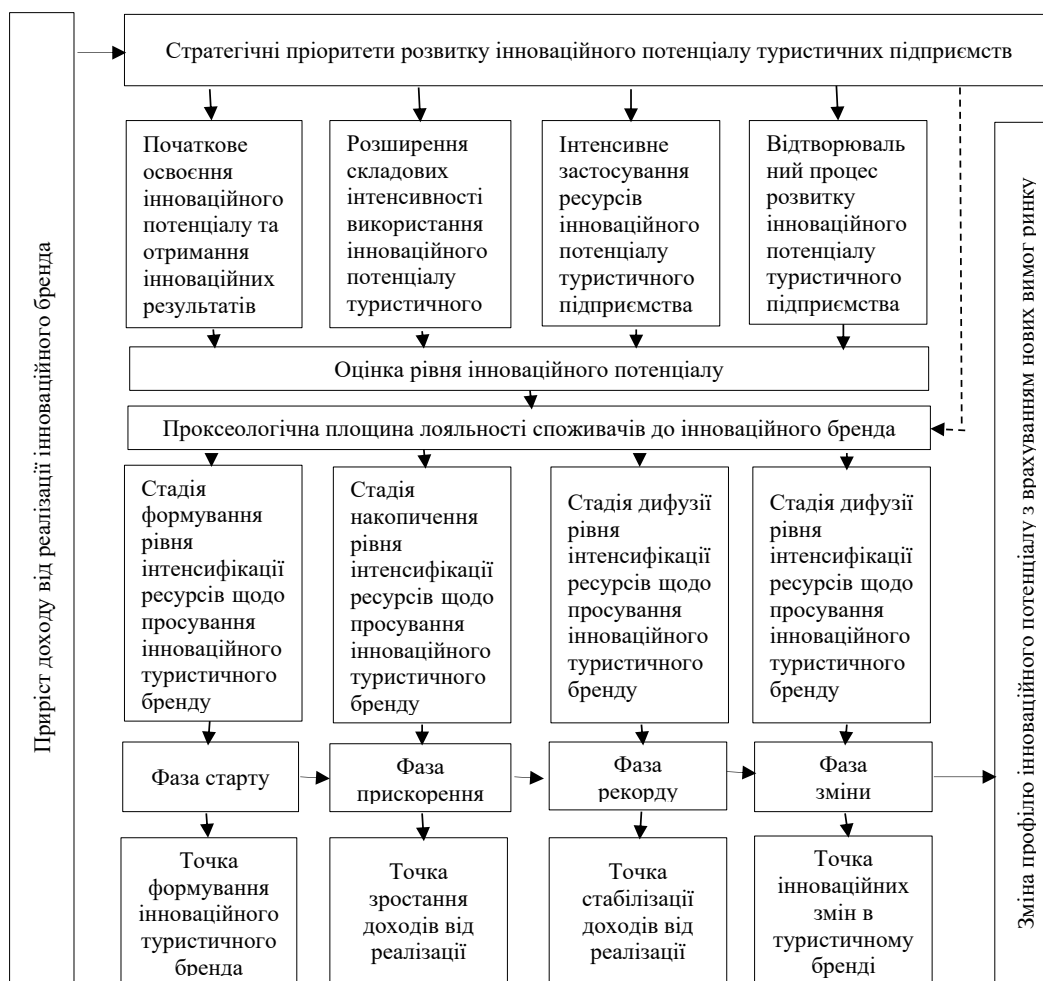 Приріст доходу від реалізації інноваційного бренда
Стратегічні пріоритети розвитку інноваційного потенціалу туристичних підприємств
Початкове
освоєння
інноваційного
потенціалу та
отримання
інноваційних
результатів
Розширення
складових
інтенсивності
використання
інноваційного
потенціалу
туристичного
Інтенсивне
застосування
ресурсів
інноваційного
потенціалу
туристичного
підприємства
Відтворюваль
ний процес
розвитку
інноваційного
потенціалу
туристичного
підприємства
Оцінка рівня інноваційного потенціалу
Проксеологічна площина лояльності споживачів до інноваційного бренда
Стадія
формування
рівня
інтенсифікації
ресурсів щодо
просування
інноваційного
туристичного
бренду
Стадія
накопичення
рівня
інтенсифікації
ресурсів щодо
просування
інноваційного
туристичного
бренду
Стадія дифузії
рівня
інтенсифікації
ресурсів щодо
просування
інноваційного
туристичного
бренду
Стадія дифузії
рівня
інтенсифікації
ресурсів щодо
просування
інноваційного
туристичного
бренду
Фаза старту
Фаза
прискорення
Фаза
рекорду
Фаза
зміни
Точка
формування
інноваційного
туристичного
бренда
Точка
зростання
доходів від
реалізації
Точка
стабілізації
доходів від
реалізації
Точка
інноваційних
змін в
туристичному
бренді
Зміна профілю інноваційного потенціалу з врахуванням нових вимог ринку